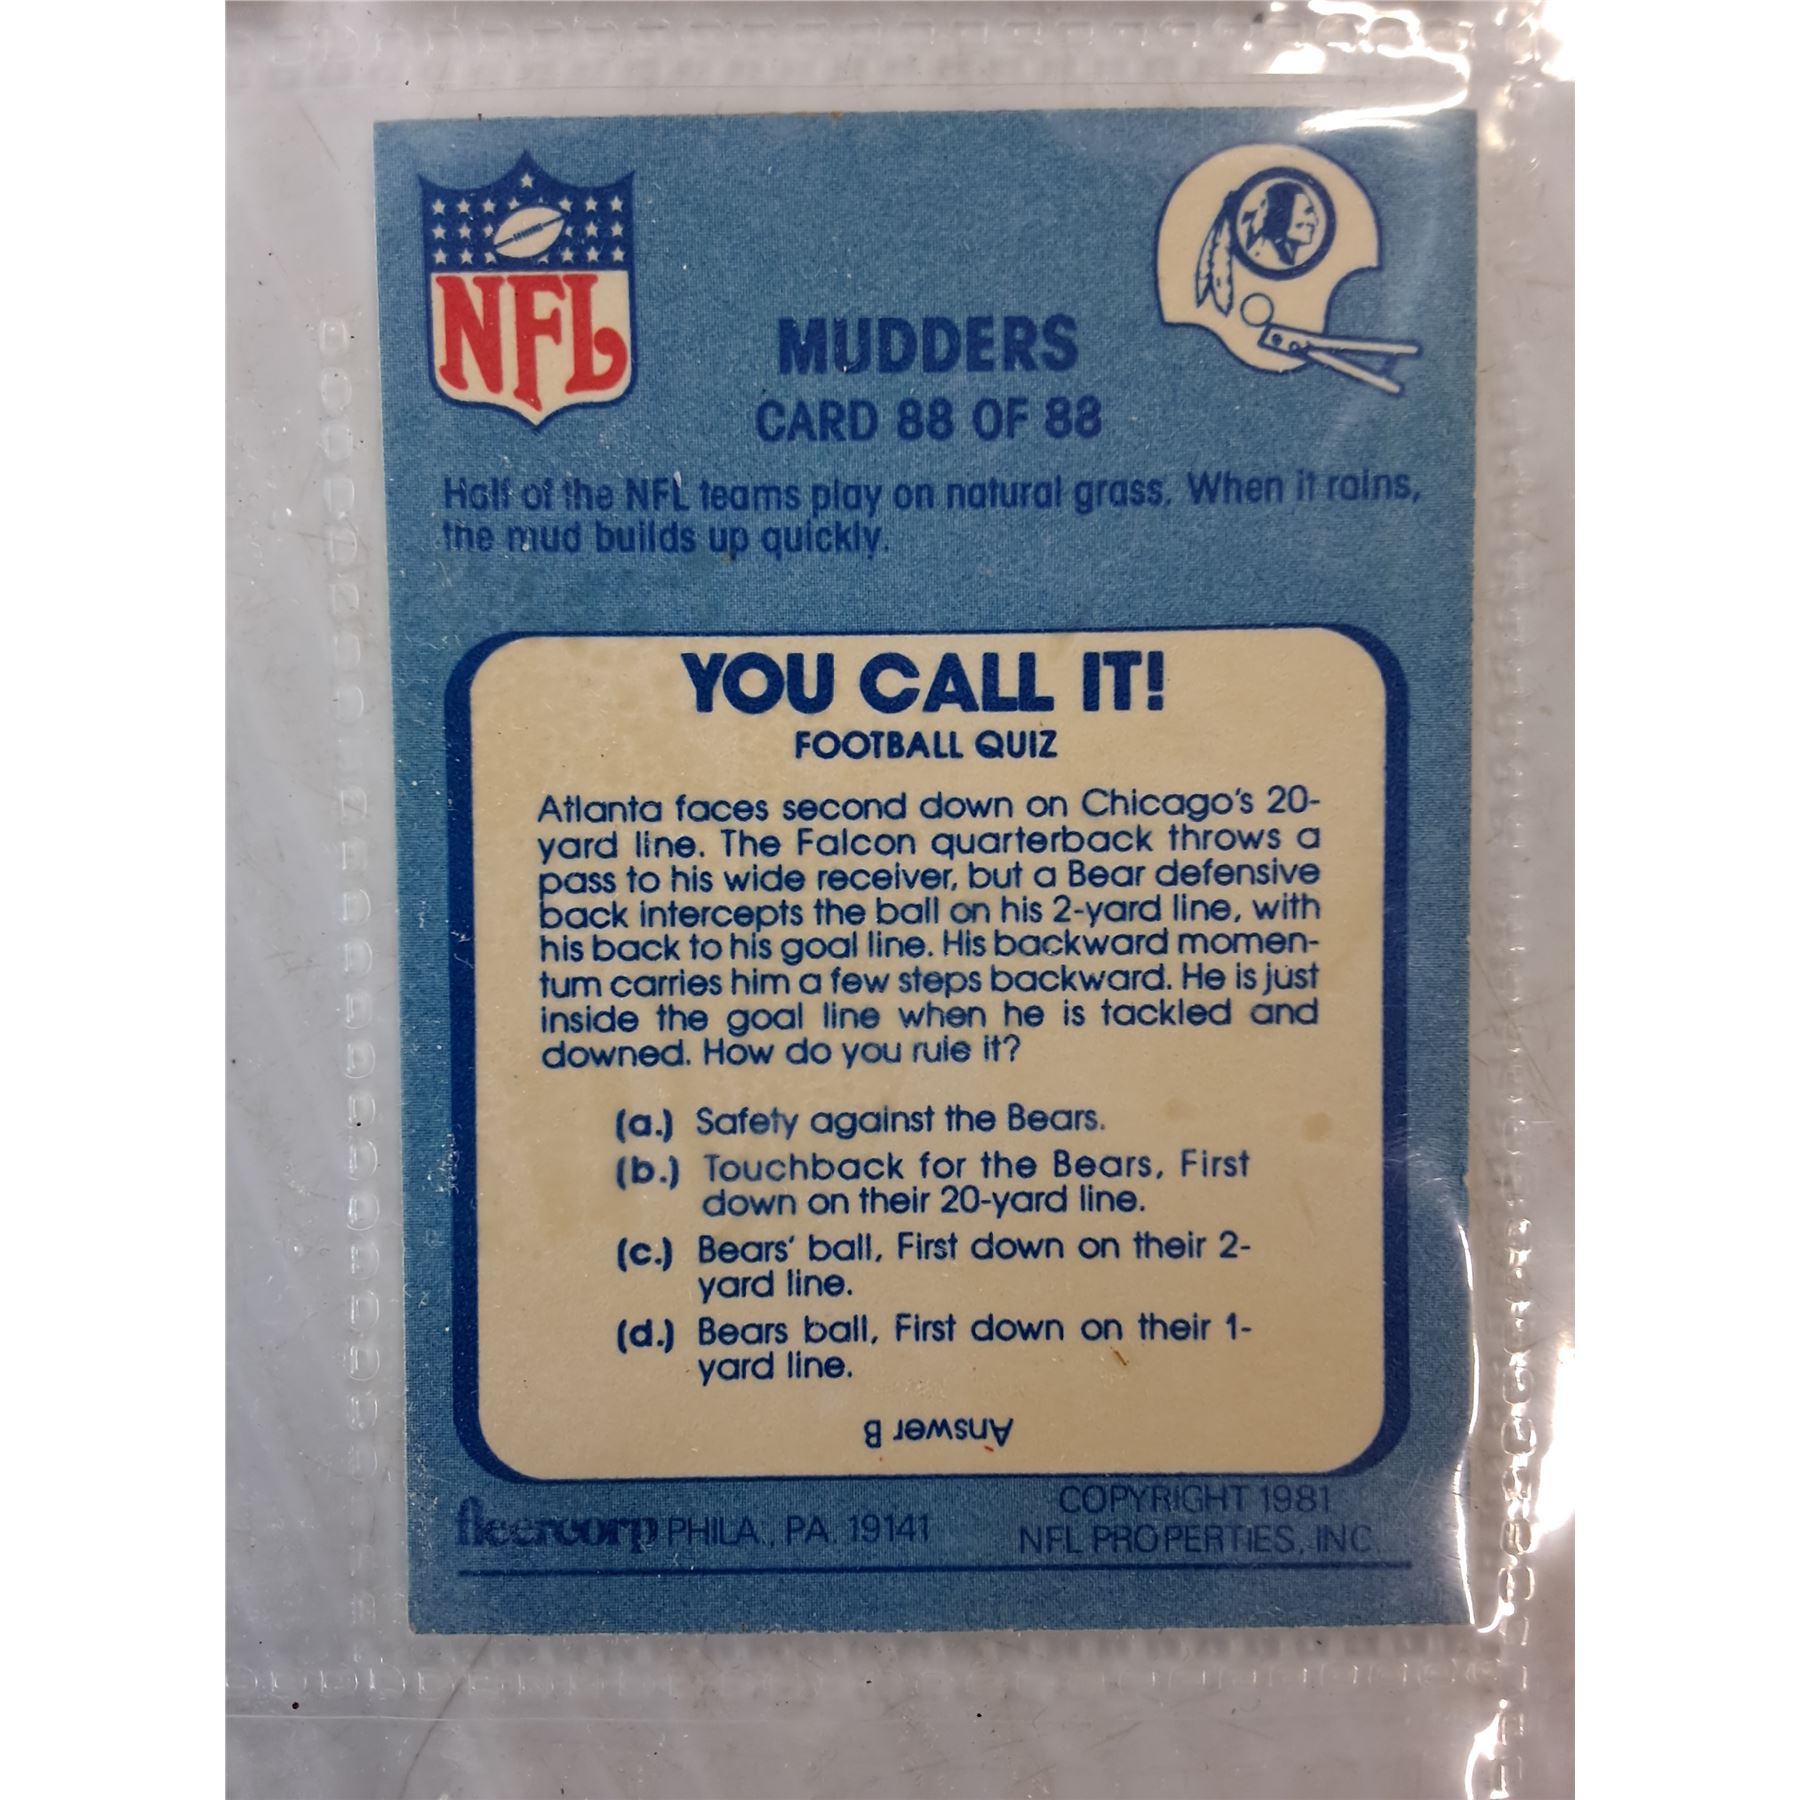 NFL
MUDDERS
CARD 88 OF 88
Half of the NFL teams play on natural grass. When it rains,
the mud builds up quickly.
YOU CALL IT!
FOOTBALL QUIZ
Atlanta faces second down on Chicago's 20-
yard line. The Falcon quarterback throws a
pass to his wide receiver, but a Bear defensive
back intercepts the ball on his 2-yard line, with
his back to his goal line. His backward momen-
tum carries him a few steps backward. He is just
inside the goal line when he is tackled and
downed. How do you rule it?
(a.) Safety against the Bears.
(b.) Touchback for the Bears, First
down on their 20-yard line.
(c.) Bears' ball, First down on their 2-
yard line.
(d.) Bears ball, First down on their 1-
yard line.
Answer B
fleercorp PHILA., PA. 19141
COPYRIGHT 1981
NFL PROPERTIES, INC.